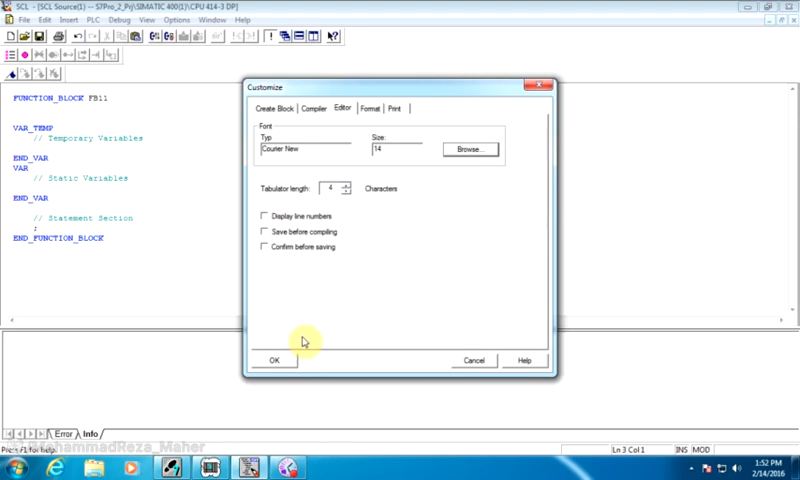 SCL - [SCL Source(1) -- S7Pro_2_Prj\SIMATIC 400(1)\CPU 414-3 DP]
File Edit Insert PLC Debug View Options Window Help
FUNCTION_BLOCK FB11
VAR_TEMP
// Temporary Variables
END_VAR
VAR
// Static Variables
END_VAR
// Statement Section
;
END_FUNCTION_BLOCK
Customize
Create Block Compiler Editor Format Print
Font
Typ Size:
Courier New 14 Browse...
Tabulator length: 4 Characters
Display line numbers
Save before compiling
Confirm before saving
OK Cancel Help
Error Info
MohammadReza_Maher
Press F1 for help. Ln 3 Col 1 INS MOD
1:52 PM
2/14/2016